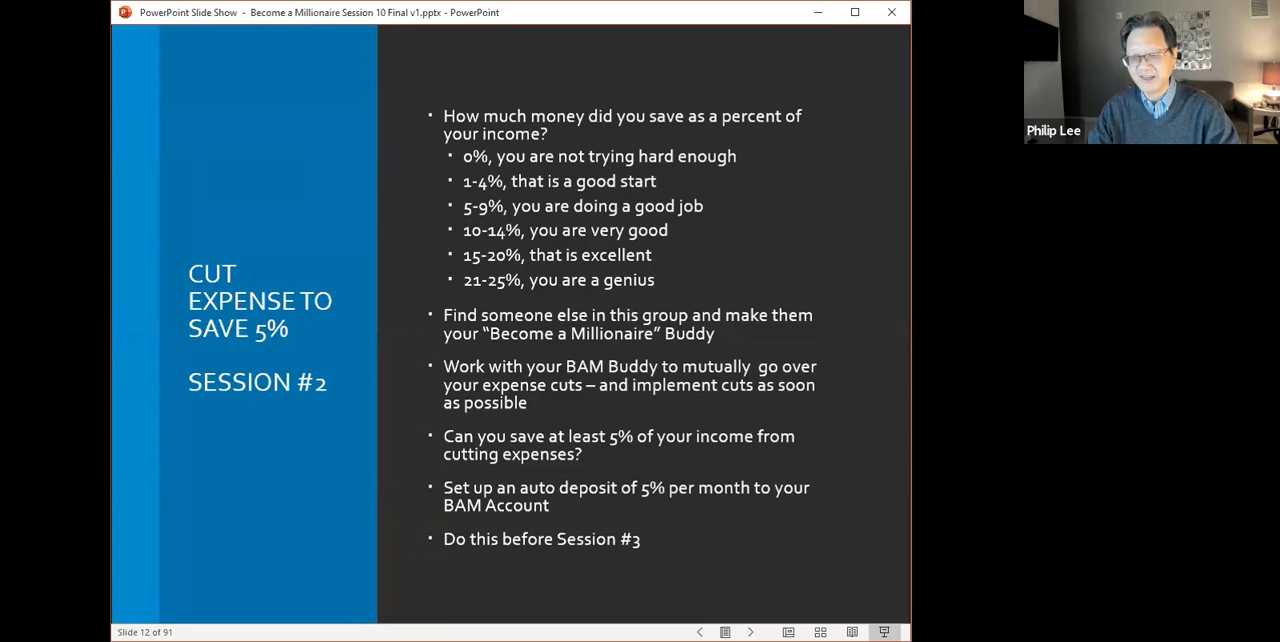 PowerPoint Slide Show - Become a Millionaire Session 10 Final v1.pptx - PowerPoint
CUT
EXPENSE TO
SAVE 5%
SESSION #2
· How much money did you save as a percent of
your income?
· 0%, you are not trying hard enough
· 1-4%, that is a good start
· 5-9%, you are doing a good job
· 10-14%, you are very good
· 15-20%, that is excellent
· 21-25%, you are a genius
· Find someone else in this group and make them
your “Become a Millionaire” Buddy
· Work with your BAM Buddy to mutually go over
your expense cuts – and implement cuts as soon
as possible
· Can you save at least 5% of your income from
cutting expenses?
· Set up an auto deposit of 5% per month to your
BAM Account
· Do this before Session #3
Slide 12 of 91
Philip Lee